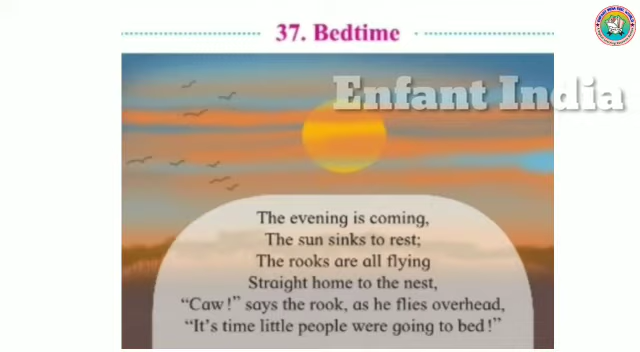 37. Bedtime
Enfant India
The evening is coming,
The sun sinks to rest;
The rooks are all flying
Straight home to the nest,
"Caw!" says the rook, as he flies overhead,
"It's time little people were going to bed!"